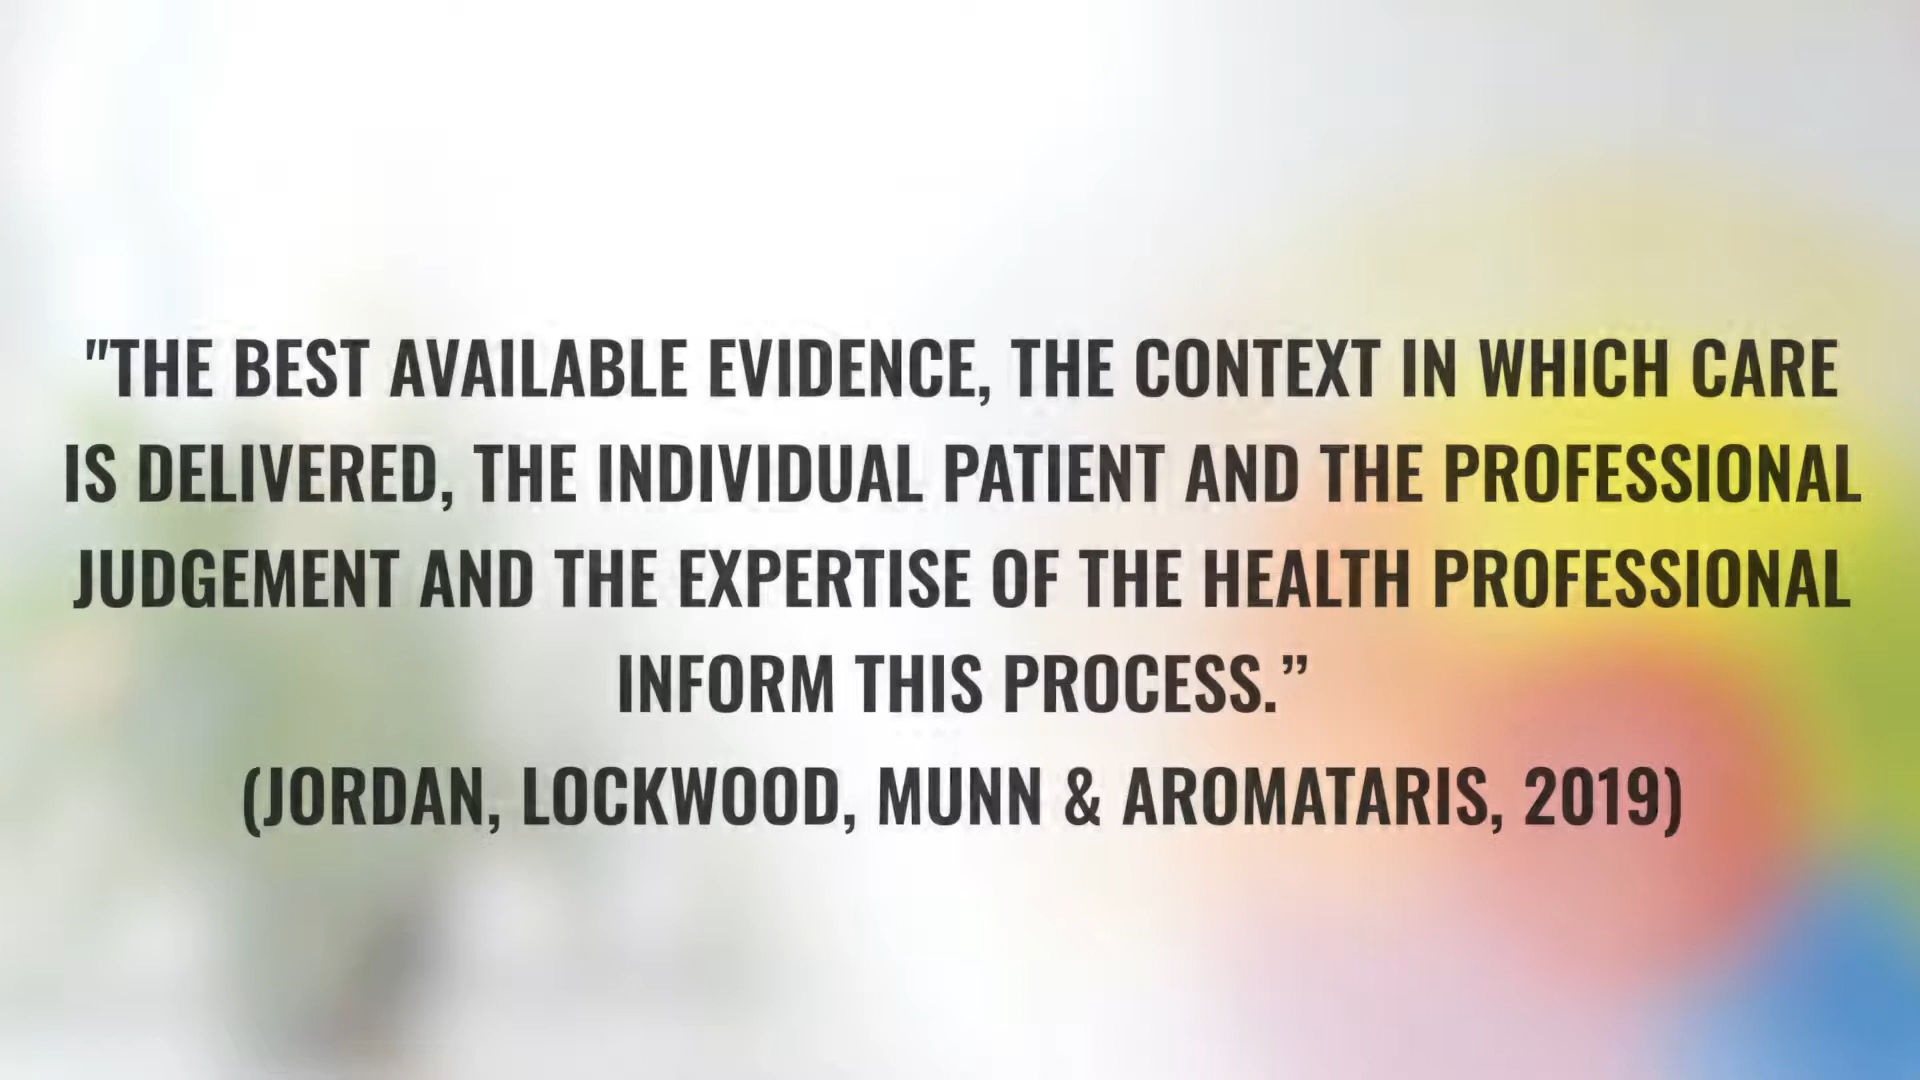 "THE BEST AVAILABLE EVIDENCE, THE CONTEXT IN WHICH CARE
IS DELIVERED, THE INDIVIDUAL PATIENT AND THE PROFESSIONAL
JUDGEMENT AND THE EXPERTISE OF THE HEALTH PROFESSIONAL
INFORM THIS PROCESS.”
(JORDAN, LOCKWOOD, MUNN & AROMATARIS, 2019)